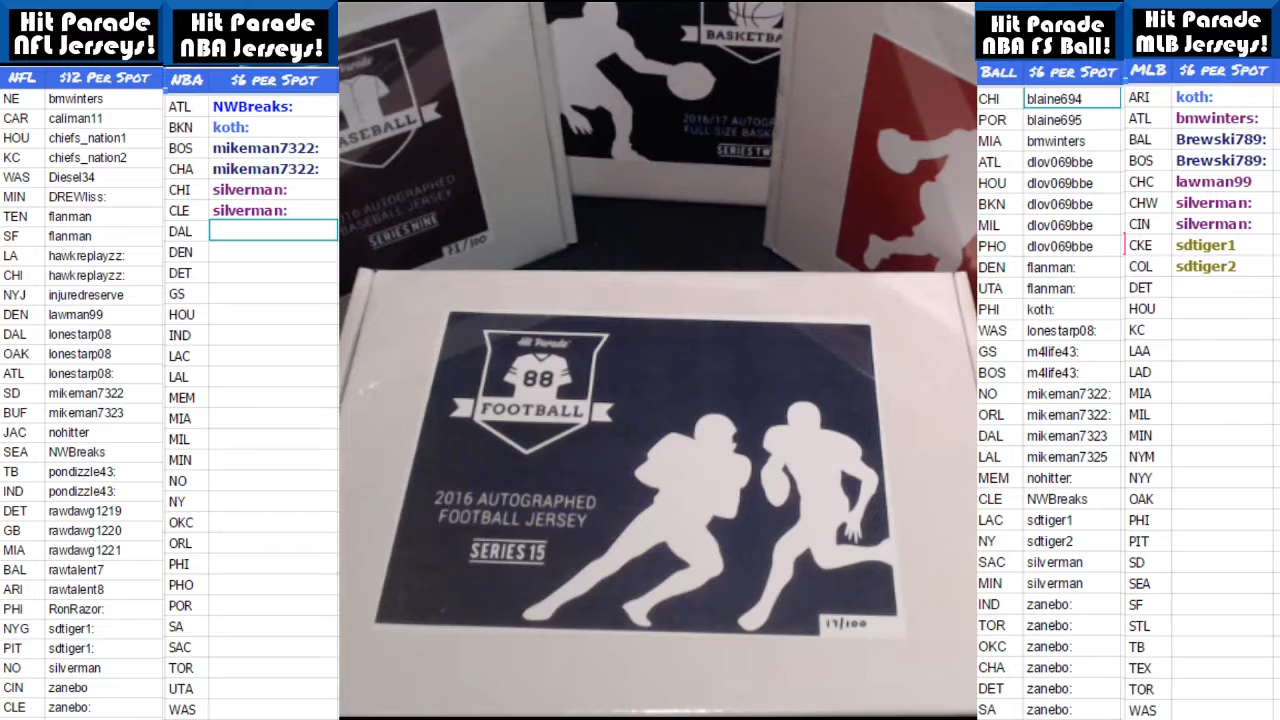 Hit Parade
NFL Jerseys!
NFL $12 PER SPOT
NE bmwinters
CAR caliman11
HOU chiefs_nation1
KC chiefs_nation2
WAS Diesel34
MIN DREWliss:
TEN flanman
SF flanman
LA hawkreplayzz:
CHI hawkreplayzz:
NYJ injuredreserve
DEN lawman99
DAL lonestarp08
OAK lonestarp08
ATL lonestarp08:
SD mikeman7322
BUF mikeman7323
JAC nohitter
SEA NWBreaks
TB pondizzle43:
IND pondizzle43:
DET rawdawg1219
GB rawdawg1220
MIA rawdawg1221
BAL rawtalent7
ARI rawtalent8
PHI RonRazor:
NYG sdtiger1:
PIT sdtiger1:
NO silverman
CIN zanebo
CLE zanebo:
Hit Parade
NBA Jerseys!
NBA $6 PER SPOT
ATL NWBreaks:
BKN koth:
BOS mikeman7322:
CHA mikeman7322:
CHI silverman:
CLE silverman:
DAL
DEN
DET
GS
HOU
IND
LAC
LAL
MEM
MIA
MIL
MIN
NO
NY
OKC
ORL
PHI
PHO
POR
SA
SAC
TOR
UTA
WAS
BASEBALL
2016 AUTOGRAPHED
BASEBALL JERSEY
SERIES NINE
71/100
BASKETBA
2016/17 AUTOGR
FULL SIZE BASK
SERIES TWO
Hit Parade
88
FOOTBALL
2016 AUTOGRAPHED
FOOTBALL JERSEY
SERIES 15
17/100
Hit Parade
NBA FS Ball!
BALL $6 PER SPOT
CHI blaine694
POR blaine695
MIA bmwinters
ATL dlov069bbe
HOU dlov069bbe
BKN dlov069bbe
MIL dlov069bbe
PHO dlov069bbe
DEN flanman:
UTA flanman:
PHI koth:
WAS lonestarp08:
GS m4life43:
BOS m4life43:
NO mikeman7322:
ORL mikeman7322:
DAL mikeman7323
LAL mikeman7325
MEM nohitter:
CLE NWBreaks
LAC sdtiger1
NY sdtiger2
SAC silverman
MIN silverman
IND zanebo:
TOR zanebo:
OKC zanebo:
CHA zanebo:
DET zanebo:
SA zanebo:
Hit Parade
MLB Jerseys!
MLB $6 PER SPOT
ARI koth:
ATL bmwinters:
BAL Brewski789:
BOS Brewski789:
CHC lawman99
CHW silverman:
CIN silverman:
CKE sdtiger1
COL sdtiger2
DET
HOU
KC
LAA
LAD
MIA
MIL
MIN
NYM
NYY
OAK
PHI
PIT
SD
SEA
SF
STL
TB
TEX
TOR
WAS